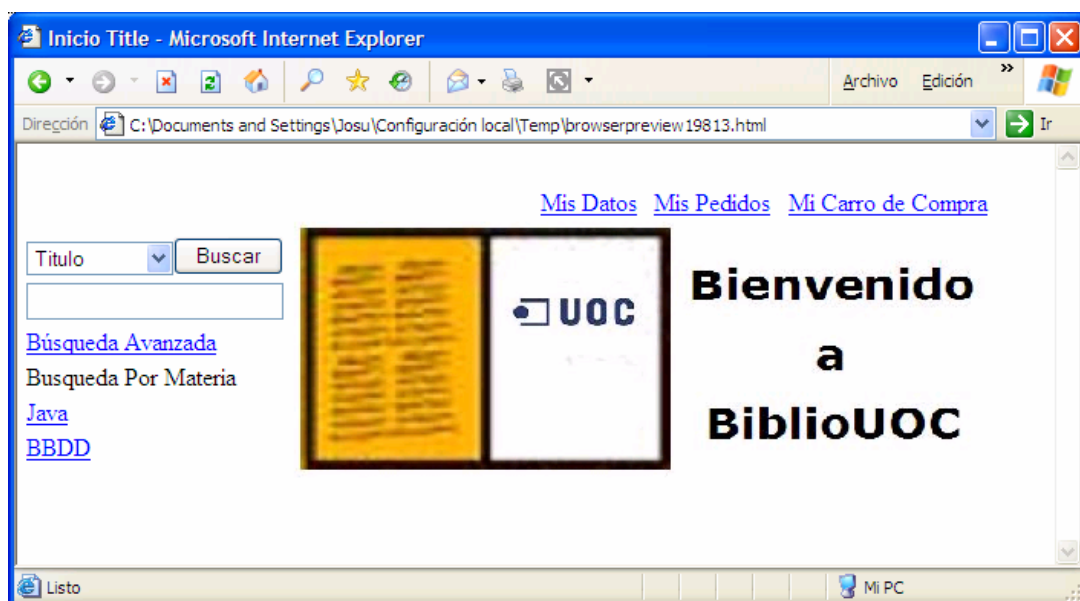 Inicio Title - Microsoft Internet Explorer
Archivo Edición »
Dirección C:\Documents and Settings\Josu\Configuración local\Temp\browserpreview19813.html Ir
Mis Datos Mis Pedidos Mi Carro de Compra
Titulo Buscar
Búsqueda Avanzada
Busqueda Por Materia
Java
BBDD
UOC
Bienvenido
a
BiblioUOC
Listo Mi PC